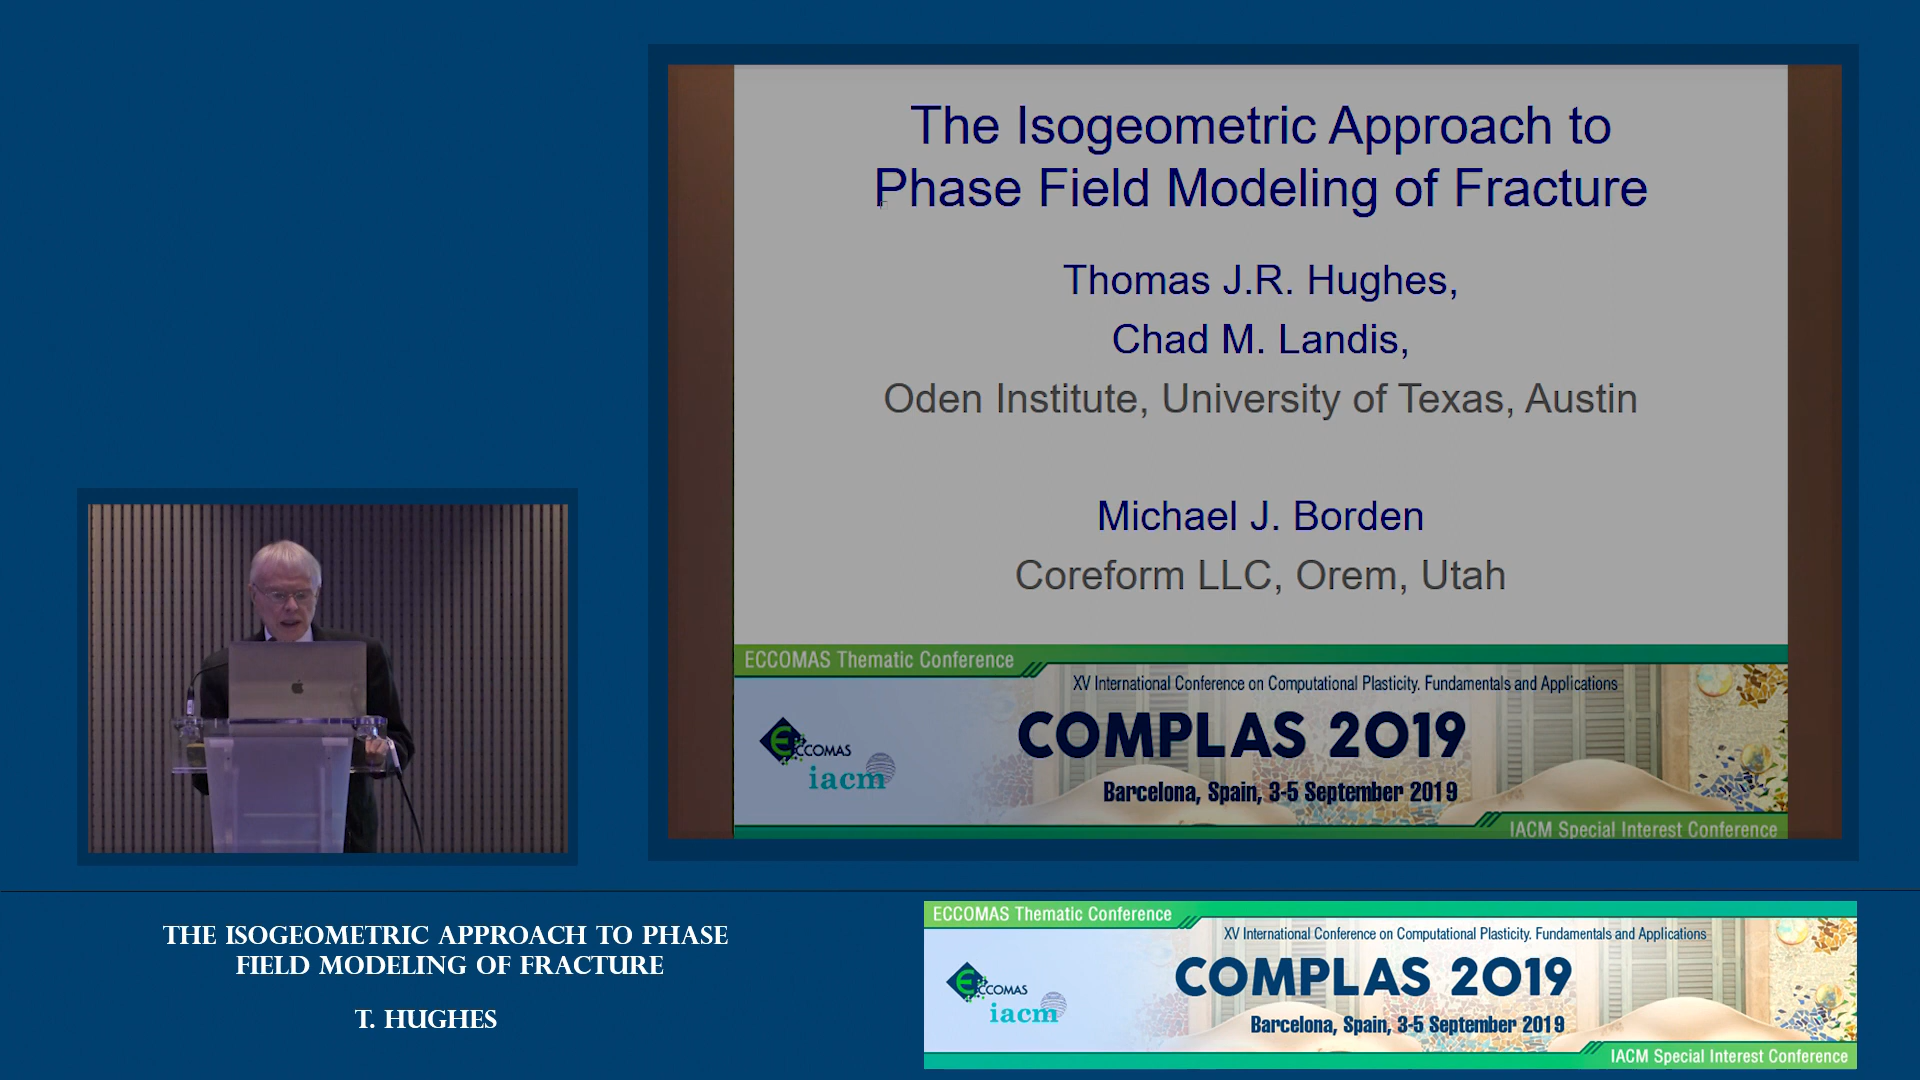 The Isogeometric Approach to
Phase Field Modeling of Fracture
Thomas J.R. Hughes,
Chad M. Landis,
Oden Institute, University of Texas, Austin
Michael J. Borden
Coreform LLC, Orem, Utah
ECCOMAS Thematic Conference
XV International Conference on Computational Plasticity. Fundamentals and Applications
COMPLAS 2019
ECCOMAS
iacm
Barcelona, Spain, 3-5 September 2019
IACM Special Interest Conference
THE ISOGEOMETRIC APPROACH TO PHASE
FIELD MODELING OF FRACTURE
T. HUGHES
ECCOMAS Thematic Conference
XV International Conference on Computational Plasticity. Fundamentals and Applications
COMPLAS 2019
ECCOMAS
iacm
Barcelona, Spain, 3-5 September 2019
IACM Special Interest Conference